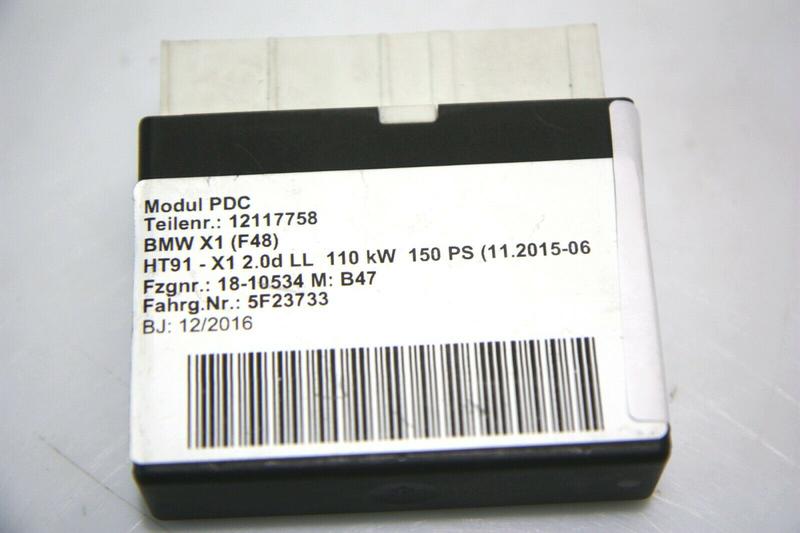 Modul PDC
Teilenr.: 12117758
BMW X1 (F48)
HT91 - X1 2.0d LL 110 kW 150 PS (11.2015-06
Fzgnr.: 18-10534 M: B47
Fahrg.Nr.: 5F23733
BJ: 12/2016